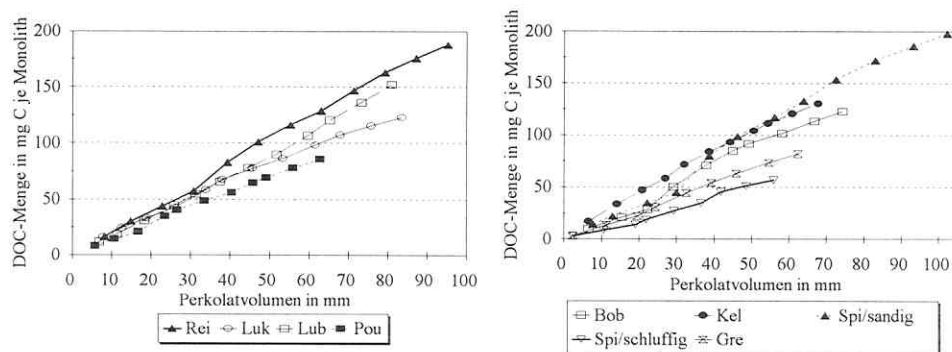 DOC-Menge in mg C je Monolith
200
150
100
50
0
0 10 20 30 40 50 60 70 80 90 100
Perkolatvolumen in mm
Rei Luk Lub Pou
DOC-Menge in mg C je Monolith
200
150
100
50
0
0 10 20 30 40 50 60 70 80 90 100
Perkolatvolumen in mm
Bob Kel Spi/sandig
Spi/schluffig Gre